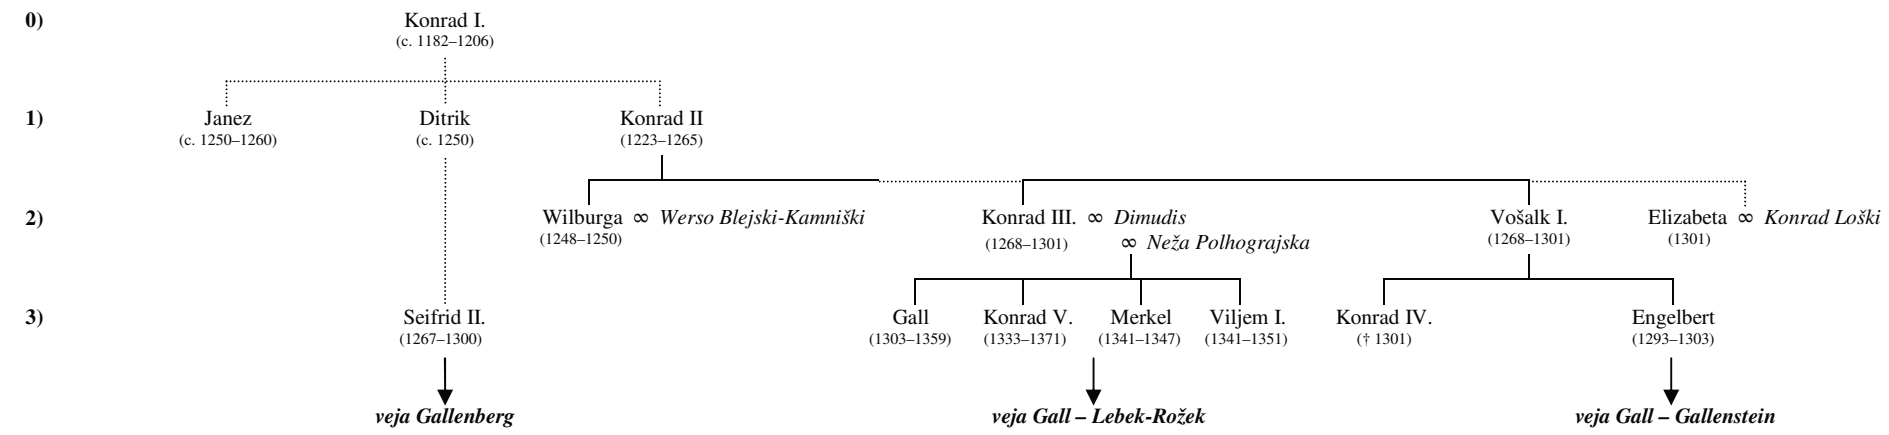 0) Konrad I.
(c. 1182–1206)
1) Janez Ditrik Konrad II
(c. 1250–1260) (c. 1250) (1223–1265)
2) Wilburga ∞ Werso Blejski-Kamniški Konrad III. ∞ Dimudis Vošalk I. Elizabeta ∞ Konrad Loški
(1248–1250) (1268–1301) ∞ Neža Polhograjska (1268–1301) (1301)
3) Seifrid II. Gall Konrad V. Merkel Viljem I. Konrad IV. Engelbert
(1267–1300) (1303–1359) (1333–1371) (1341–1347) (1341–1351) († 1301) (1293–1303)
veja Gallenberg veja Gall – Lebek-Rožek veja Gall – Gallenstein